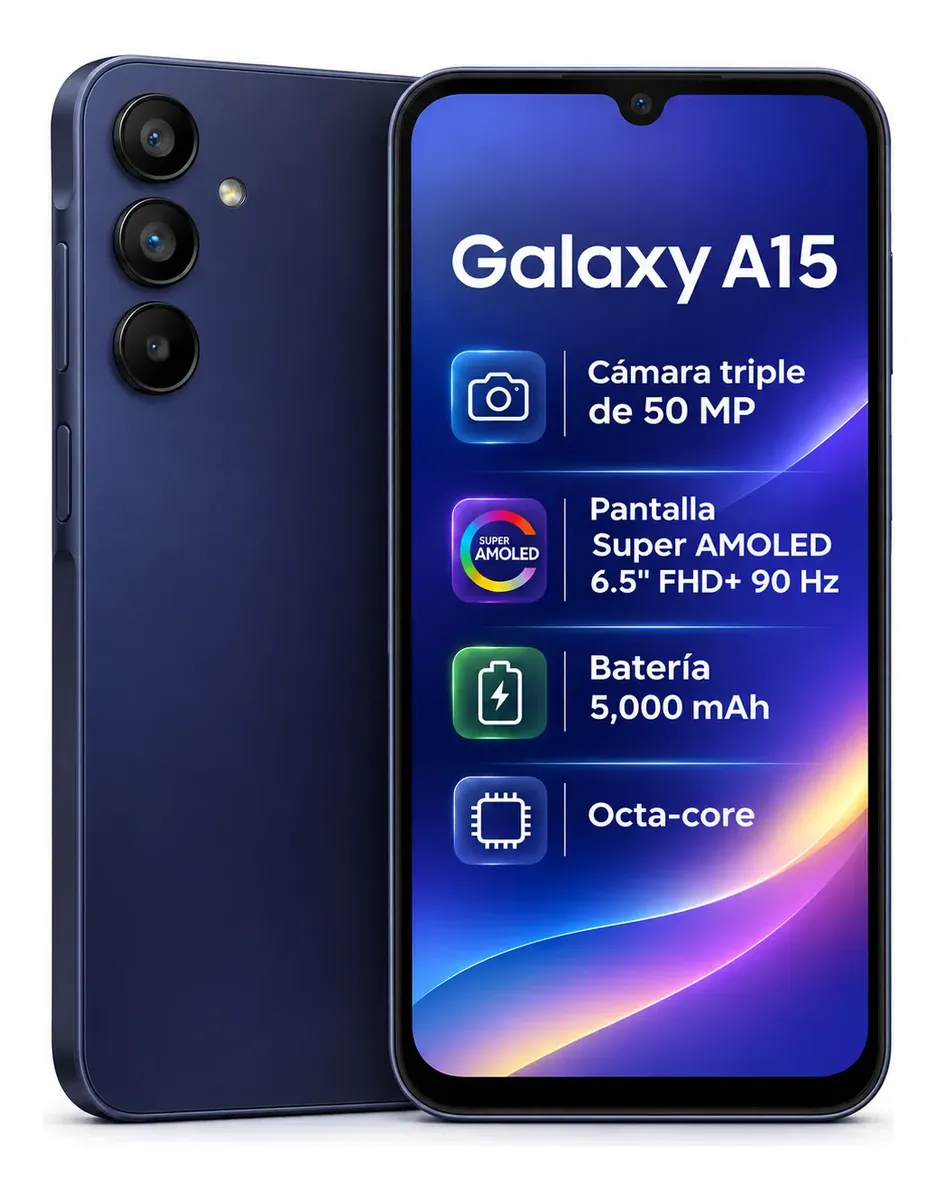 Galaxy A15
Cámara triple
de 50 MP
SUPER
AMOLED
Pantalla
Super AMOLED
6.5" FHD+ 90 Hz
Batería
5,000 mAh
Octa-core